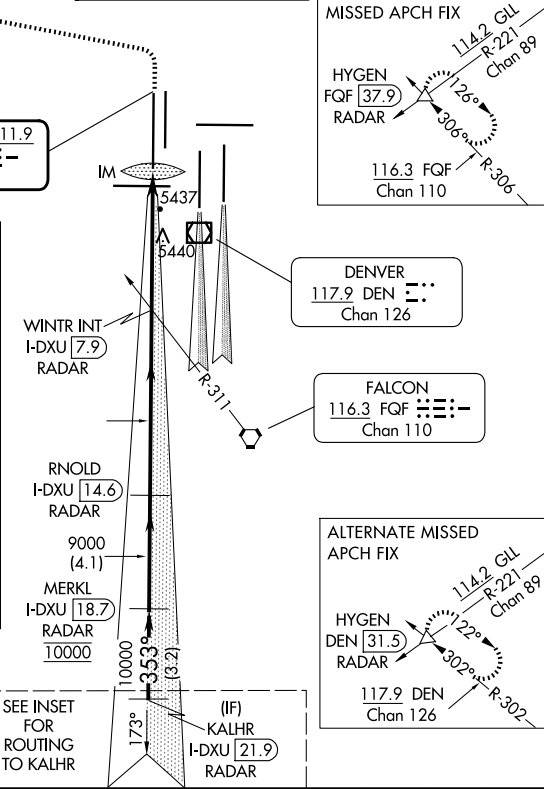 MISSED APCH FIX
114.2 GLL
R-221
Chan 89
HYGEN
FQF 37.9
RADAR
126°
306°
116.3 FQF
Chan 110
R-306
11.9
IM
5437
5440
DENVER
117.9 DEN
Chan 126
WINTR INT
I-DXU 7.9
RADAR
R-311
FALCON
116.3 FQF
Chan 110
RNOLD
I-DXU 14.6
RADAR
9000
(4.1)
MERKL
I-DXU 18.7
RADAR
10000
10000
353°
(3.2)
173°
(IF)
KALHR
I-DXU 21.9
RADAR
SEE INSET
FOR
ROUTING
TO KALHR
ALTERNATE MISSED
APCH FIX
114.2 GLL
R-221
Chan 89
HYGEN
DEN 31.5
RADAR
122°
302°
117.9 DEN
Chan 126
R-302